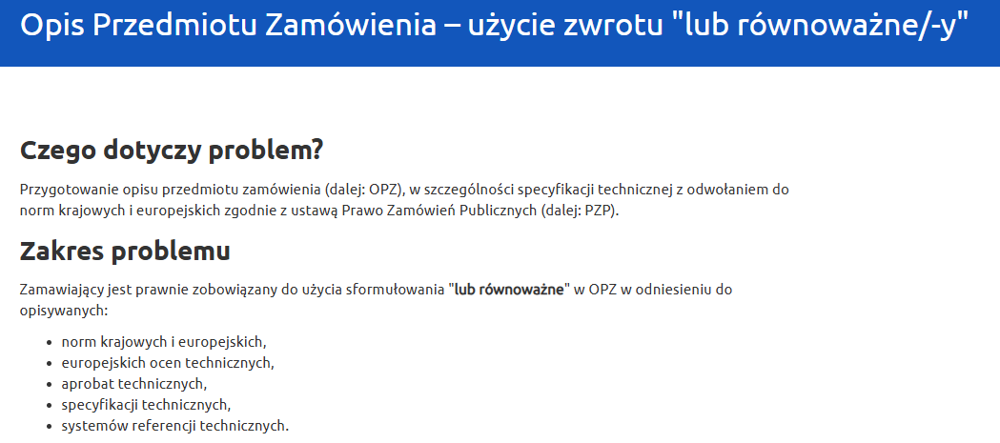 Opis Przedmiotu Zamówienia – użycie zwrotu "lub równoważne/-y"
Czego dotyczy problem?
Przygotowanie opisu przedmiotu zamówienia (dalej: OPZ), w szczególności specyfikacji technicznej z odwołaniem do
norm krajowych i europejskich zgodnie z ustawą Prawo Zamówień Publicznych (dalej: PZP).
Zakres problemu
Zamawiający jest prawnie zobowiązany do użycia sformułowania "lub równoważne" w OPZ w odniesieniu do
opisywanych:
• norm krajowych i europejskich,
• europejskich ocen technicznych,
• aprobat technicznych,
• specyfikacji technicznych,
• systemów referencji technicznych.